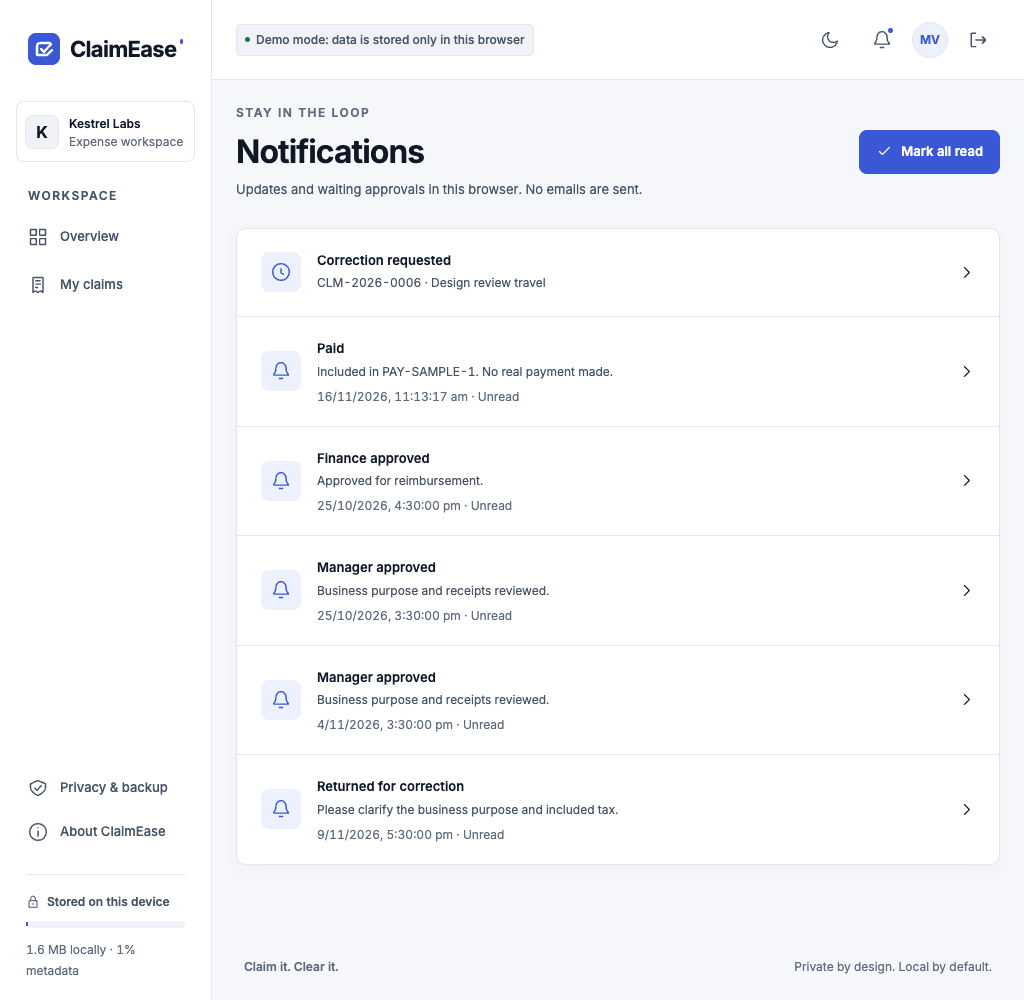 ClaimEase
K
Kestrel Labs
Expense workspace
WORKSPACE
Overview
My claims
Privacy & backup
About ClaimEase
Stored on this device
1.6 MB locally · 1%
metadata
Demo mode: data is stored only in this browser
MV
STAY IN THE LOOP
Notifications
Updates and waiting approvals in this browser. No emails are sent.
Mark all read
Correction requested
CLM-2026-0006 · Design review travel
Paid
Included in PAY-SAMPLE-1. No real payment made.
16/11/2026, 11:13:17 am · Unread
Finance approved
Approved for reimbursement.
25/10/2026, 4:30:00 pm · Unread
Manager approved
Business purpose and receipts reviewed.
25/10/2026, 3:30:00 pm · Unread
Manager approved
Business purpose and receipts reviewed.
4/11/2026, 3:30:00 pm · Unread
Returned for correction
Please clarify the business purpose and included tax.
9/11/2026, 5:30:00 pm · Unread
Claim it. Clear it.
Private by design. Local by default.